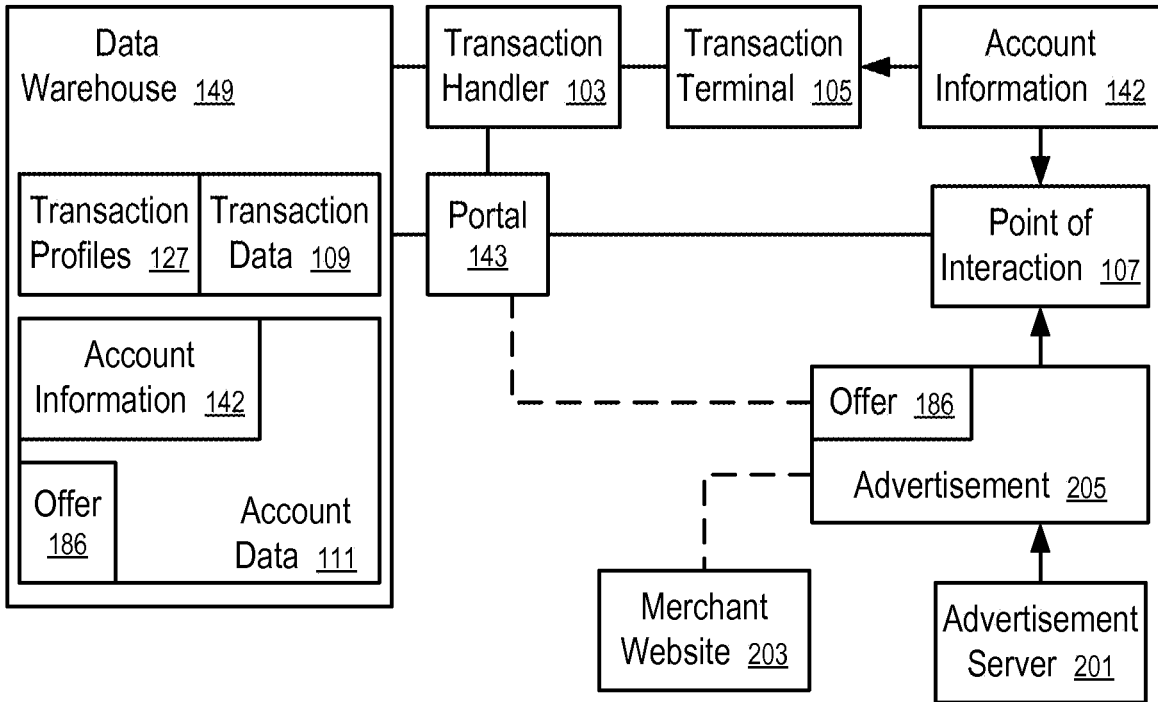 Data
Warehouse 149
Transaction
Handler 103
Transaction
Terminal 105
Account
Information 142
Transaction
Profiles 127
Transaction
Data 109
Portal
143
Point of
Interaction 107
Account
Information 142
Offer
186
Account
Data 111
Offer 186
Advertisement 205
Merchant
Website 203
Advertisement
Server 201